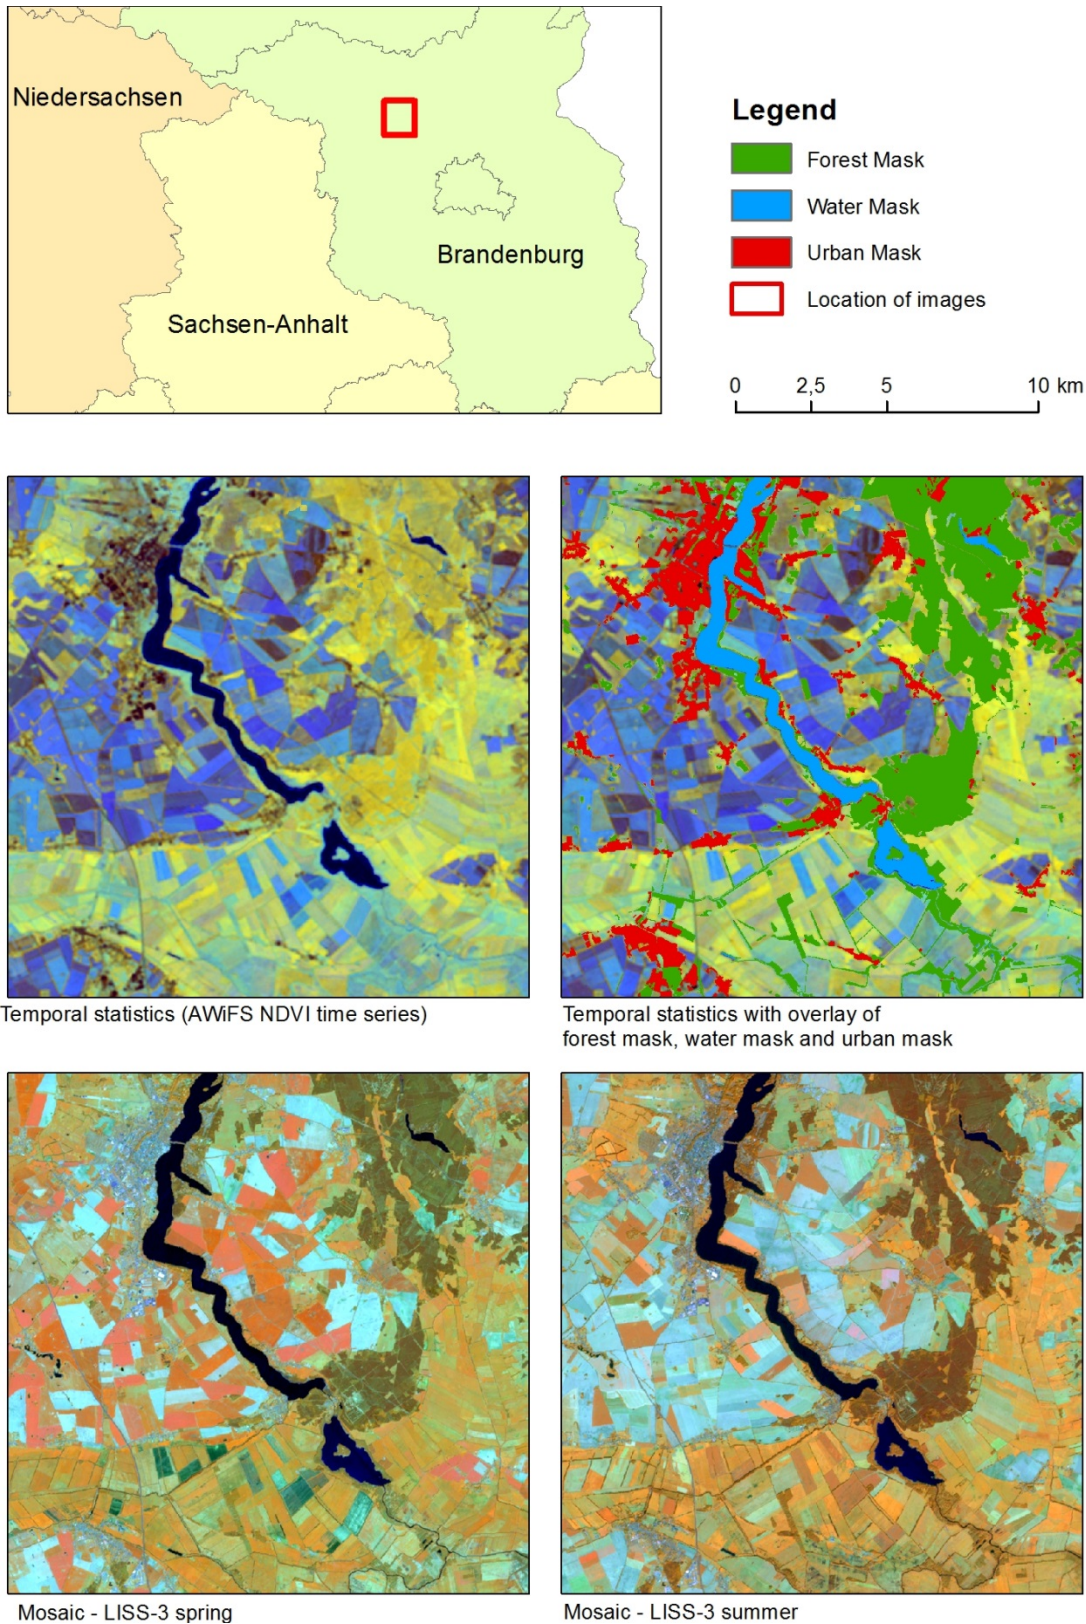 Niedersachsen
Brandenburg
Sachsen-Anhalt
Legend
Forest Mask
Water Mask
Urban Mask
Location of images
0 2,5 5 10 km
Temporal statistics (AWiFS NDVI time series)
Temporal statistics with overlay of
forest mask, water mask and urban mask
Mosaic - LISS-3 spring
Mosaic - LISS-3 summer